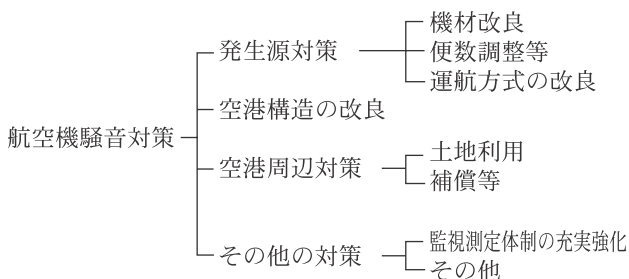 航空機騒音対策
発生源対策
機材改良
便数調整等
運航方式の改良
空港構造の改良
空港周辺対策
土地利用
補償等
その他の対策
監視測定体制の充実強化
その他